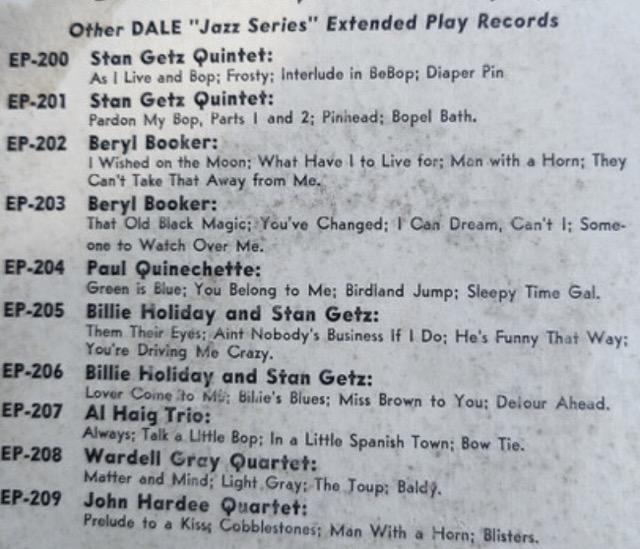 Other DALE "Jazz Series" Extended Play Records
EP-200 Stan Getz Quintet:
As I Live and Bop; Frosty; Interlude in BeBop; Diaper Pin
EP-201 Stan Getz Quintet:
Pardon My Bop, Parts 1 and 2; Pinhead; Bopel Bath.
EP-202 Beryl Booker:
I Wished on the Moon; What Have I to Live for; Man with a Horn; They
Can't Take That Away from Me.
EP-203 Beryl Booker:
That Old Black Magic; You've Changed; I Can Dream, Can't I; Some-
one to Watch Over Me.
EP-204 Paul Quinechette:
Green is Blue; You Belong to Me; Birdland Jump; Sleepy Time Gal.
EP-205 Billie Holiday and Stan Getz:
Them Their Eyes; Aint Nobody's Business If I Do; He's Funny That Way;
You're Driving Me Crazy.
EP-206 Billie Holiday and Stan Getz:
Lover Come to Me; Billie's Blues; Miss Brown to You; Detour Ahead.
EP-207 Al Haig Trio:
Always; Talk a Little Bop; In a Little Spanish Town; Bow Tie.
EP-208 Wardell Gray Quartet:
Matter and Mind; Light Gray; The Toup; Baldy.
EP-209 John Hardee Quartet:
Prelude to a Kiss; Cobblestones; Man With a Horn; Blisters.